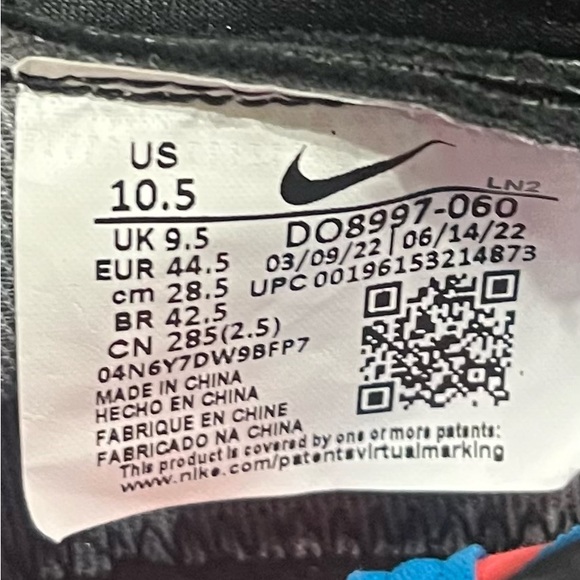 US
10.5
LN2
UK 9.5
DO8997-060
EUR 44.5
03/09/22 | 06/14/22
cm 28.5
UPC 00196153214873
BR 42.5
CN 285(2.5)
04N6Y7DW9BFP7
MADE IN CHINA
HECHO EN CHINA
FABRIQUE EN CHINE
FABRICADO NA CHINA
This product is covered by one or more patents:
www.nike.com/patentsvirtualmarking